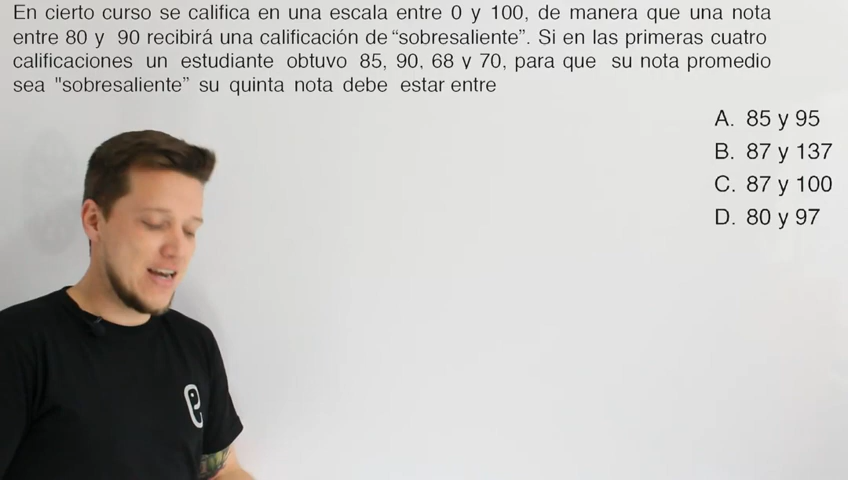 En cierto curso se califica en una escala entre 0 y 100, de manera que una nota
entre 80 y 90 recibirá una calificación de “sobresaliente”. Si en las primeras cuatro
calificaciones un estudiante obtuvo 85, 90, 68 y 70, para que su nota promedio
sea "sobresaliente” su quinta nota debe estar entre
A. 85 y 95
B. 87 y 137
C. 87 y 100
D. 80 y 97